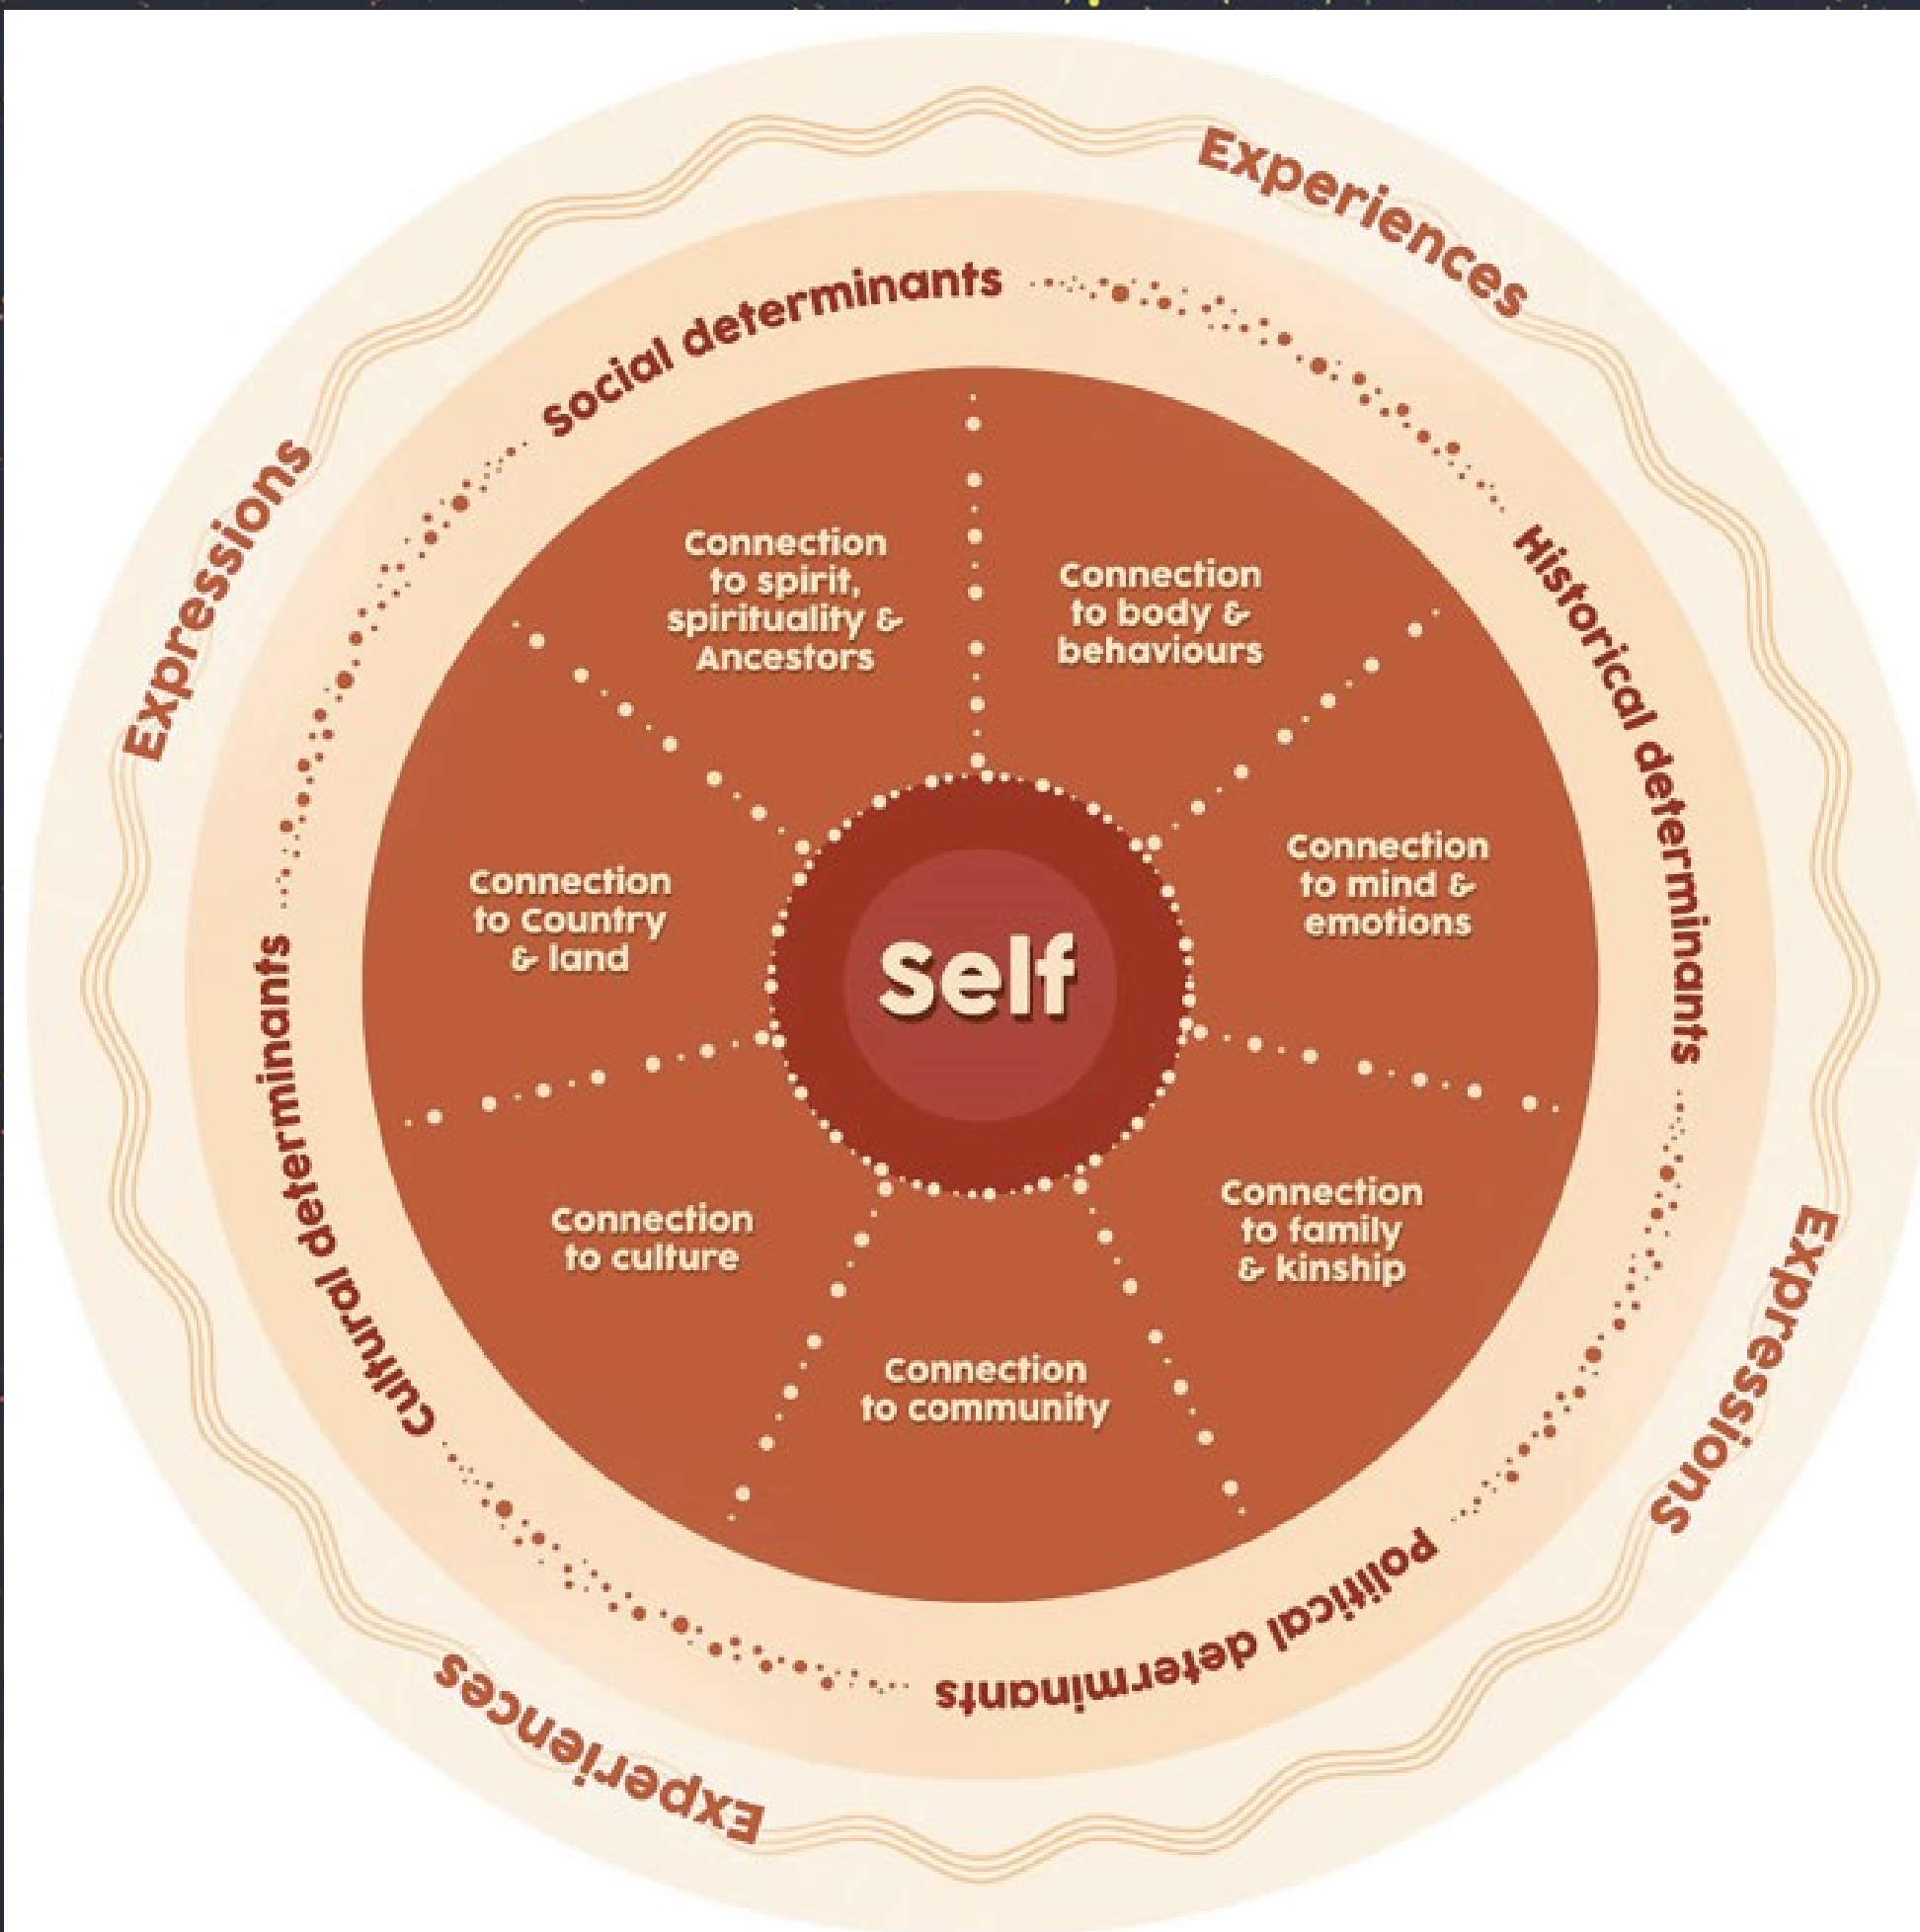 Experiences
Social determinants
Expressions
Historical determinants
Connection
to spirit,
spirituality &
Ancestors
Connection
to body &
behaviours
Connection
to Country
& land
Self
Connection
to mind &
emotions
Connection
to culture
Connection
to community
Connection
to family
& kinship
Cultural determinants
Political determinants
Expressions
Experiences